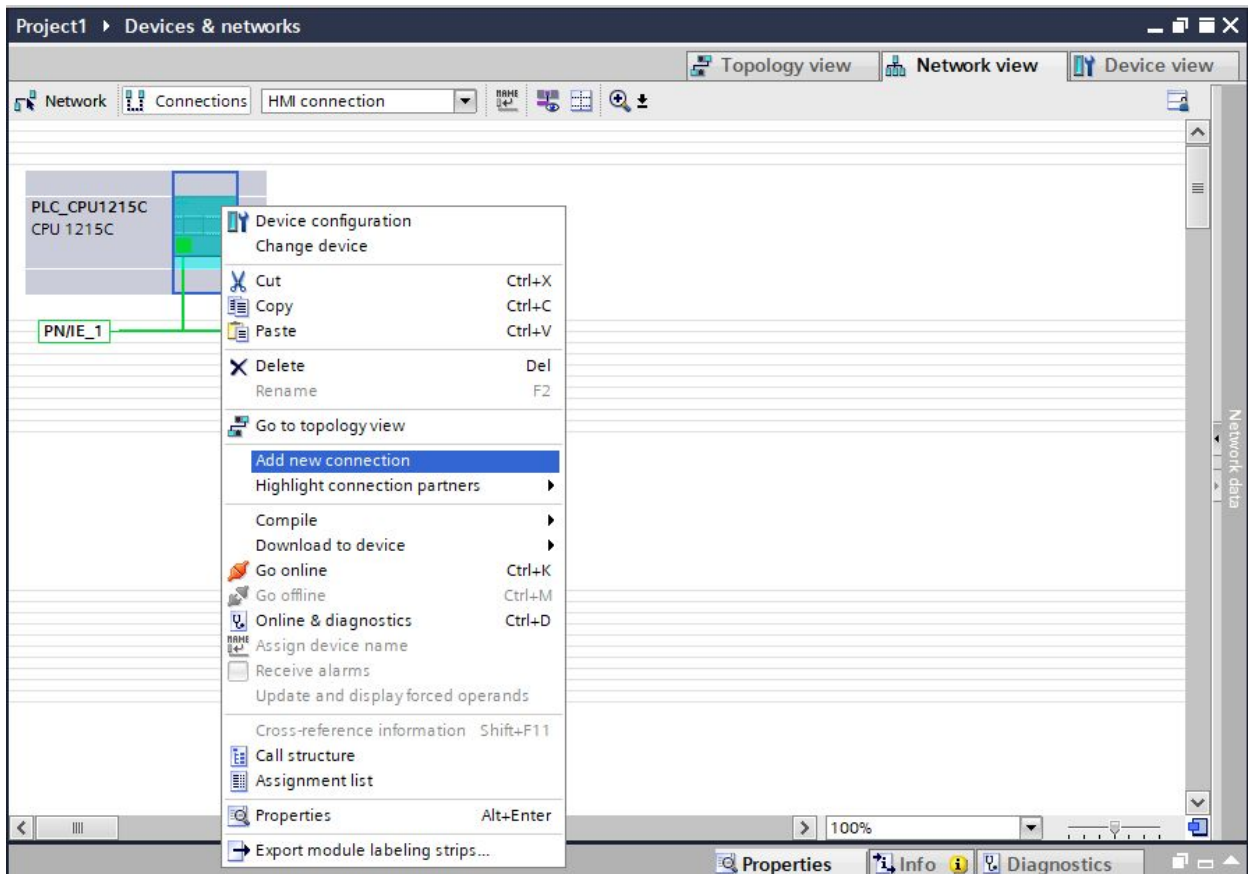 Project1 ▸ Devices & networks
Topology view Network view Device view
Network Connections HMI connection
PLC_CPU1215C
CPU 1215C
PN/IE_1
Device configuration
Change device
Cut Ctrl+X
Copy Ctrl+C
Paste Ctrl+V
Delete Del
Rename F2
Go to topology view
Add new connection
Highlight connection partners
Compile
Download to device
Go online Ctrl+K
Go offline Ctrl+M
Online & diagnostics Ctrl+D
Assign device name
Receive alarms
Update and display forced operands
Cross-reference information Shift+F11
Call structure
Assignment list
Properties Alt+Enter
Export module labeling strips...
Network data
100%
Properties Info Diagnostics